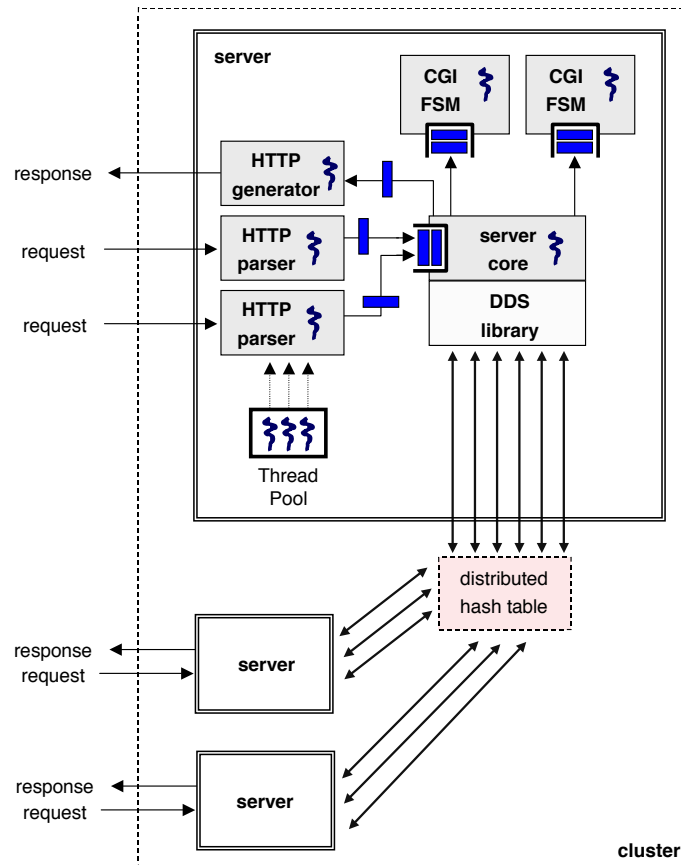 server
CGI
FSM
CGI
FSM
HTTP
generator
response
HTTP
parser
request
server
core
HTTP
parser
request
DDS
library
Thread
Pool
distributed
hash table
response
request
server
response
request
server
cluster